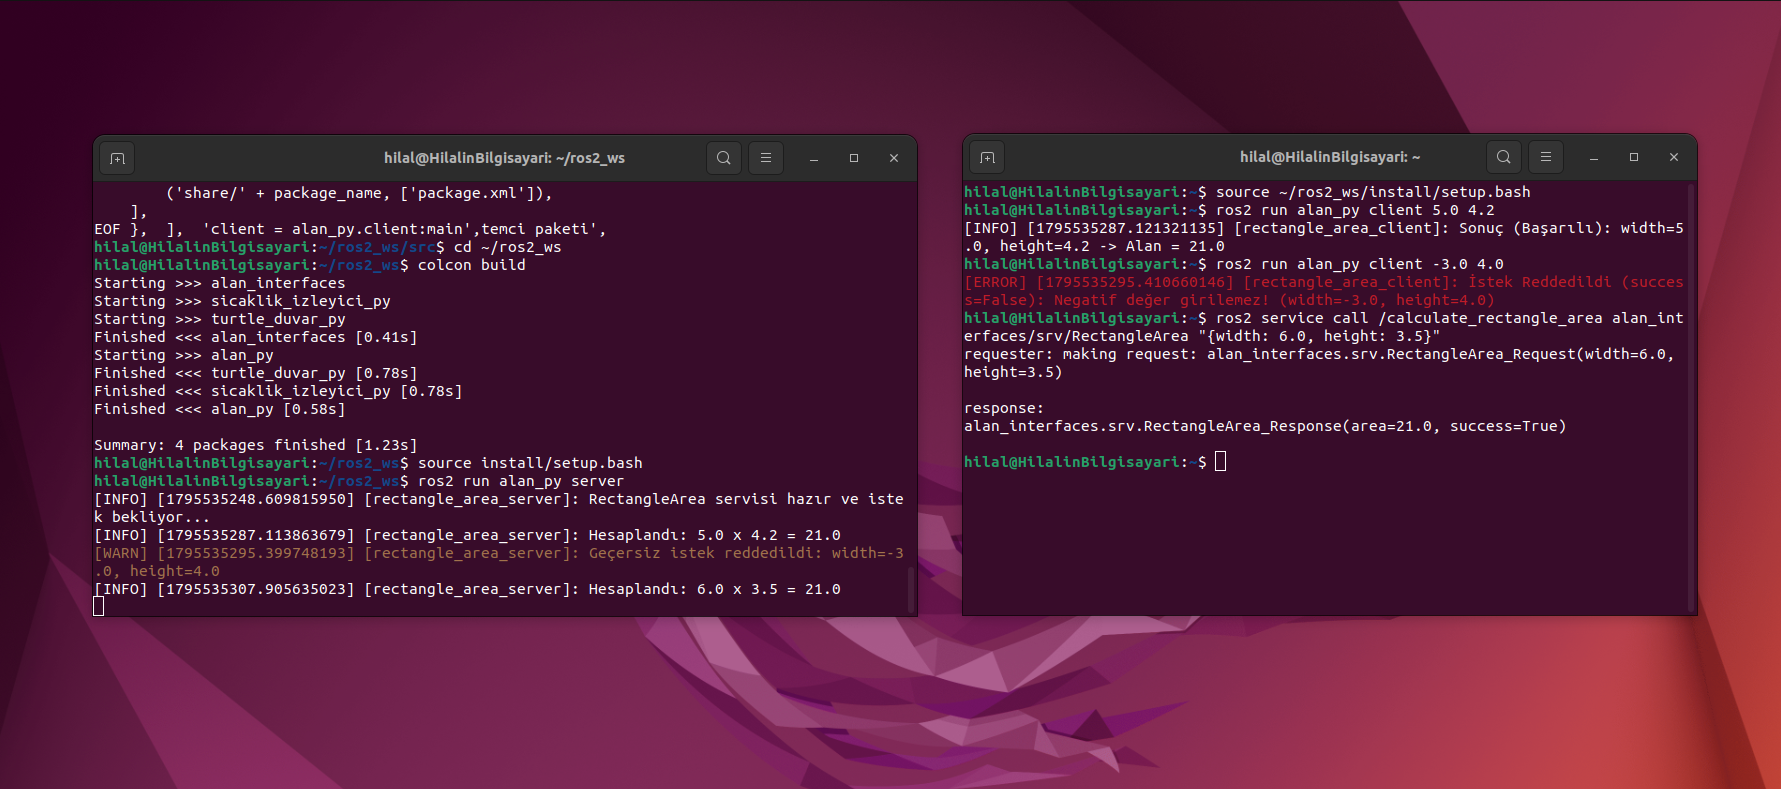 hilal@HilalinBilgisayari: ~/ros2_ws
        ('share/' + package_name, ['package.xml']),
    ],
EOF },  ],  'client = alan_py.client:main',temci paketi',
hilal@HilalinBilgisayari:~/ros2_ws/src$ cd ~/ros2_ws
hilal@HilalinBilgisayari:~/ros2_ws$ colcon build
Starting >>> alan_interfaces
Starting >>> sicaklik_izleyici_py
Starting >>> turtle_duvar_py
Finished <<< alan_interfaces [0.41s]
Starting >>> alan_py
Finished <<< turtle_duvar_py [0.78s]
Finished <<< sicaklik_izleyici_py [0.78s]
Finished <<< alan_py [0.58s]
Summary: 4 packages finished [1.23s]
hilal@HilalinBilgisayari:~/ros2_ws$ source install/setup.bash
hilal@HilalinBilgisayari:~/ros2_ws$ ros2 run alan_py server
[INFO] [1795535248.609815950] [rectangle_area_server]: RectangleArea servisi hazır ve iste
k bekliyor...
[INFO] [1795535287.113863679] [rectangle_area_server]: Hesaplandı: 5.0 x 4.2 = 21.0
[WARN] [1795535295.399748193] [rectangle_area_server]: Geçersiz istek reddedildi: width=-3
.0, height=4.0
[INFO] [1795535307.905635023] [rectangle_area_server]: Hesaplandı: 6.0 x 3.5 = 21.0
hilal@HilalinBilgisayari: ~
hilal@HilalinBilgisayari:~$ source ~/ros2_ws/install/setup.bash
hilal@HilalinBilgisayari:~$ ros2 run alan_py client 5.0 4.2
[INFO] [1795535287.121321135] [rectangle_area_client]: Sonuç (Başarılı): width=5
.0, height=4.2 -> Alan = 21.0
hilal@HilalinBilgisayari:~$ ros2 run alan_py client -3.0 4.0
[ERROR] [1795535295.410660146] [rectangle_area_client]: İstek Reddedildi (succes
s=False): Negatif değer girilemez! (width=-3.0, height=4.0)
hilal@HilalinBilgisayari:~$ ros2 service call /calculate_rectangle_area alan_int
erfaces/srv/RectangleArea "{width: 6.0, height: 3.5}"
requester: making request: alan_interfaces.srv.RectangleArea_Request(width=6.0,
height=3.5)
response:
alan_interfaces.srv.RectangleArea_Response(area=21.0, success=True)
hilal@HilalinBilgisayari:~$